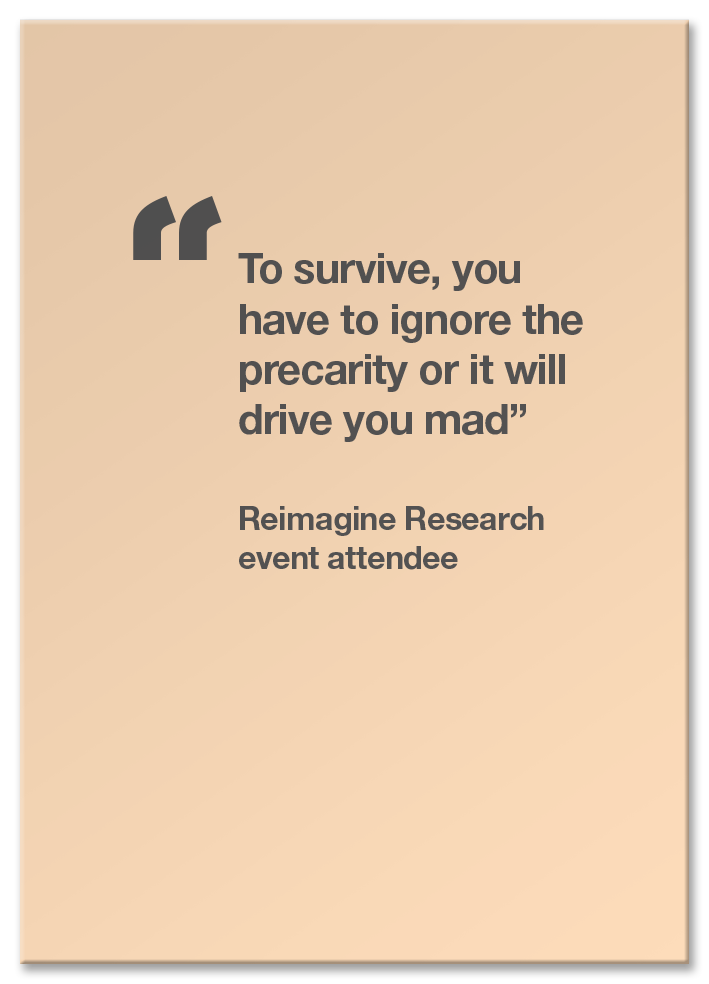 “To survive, you
have to ignore the
precarity or it will
drive you mad”
Reimagine Research
event attendee